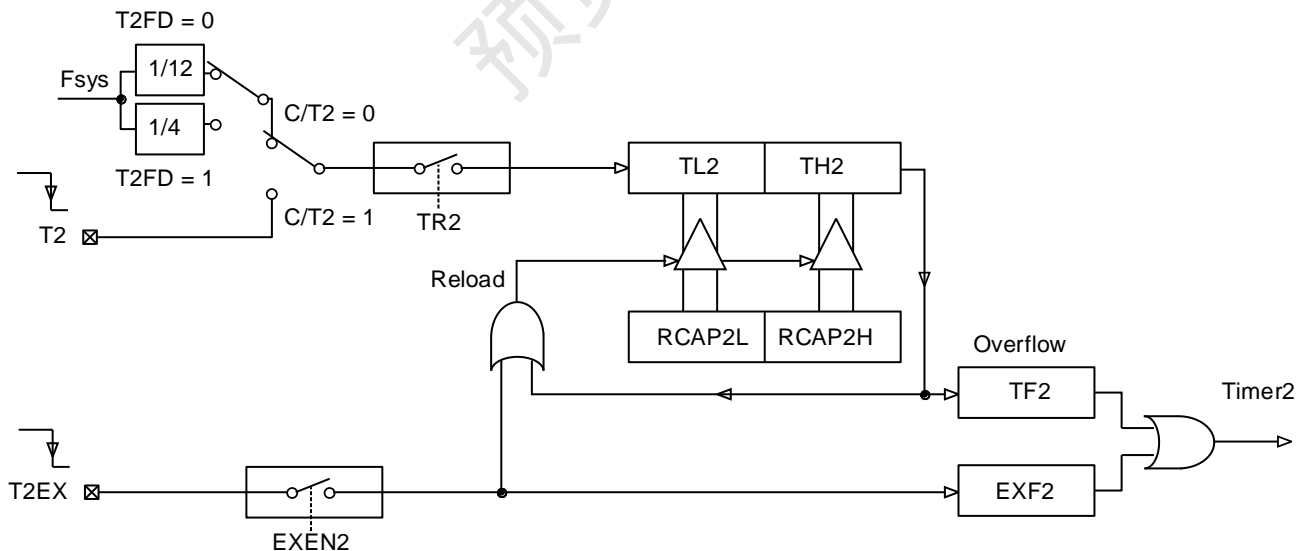 T2FD = 0
1/12
Fsys
C/T2 = 0
1/4
T2FD = 1
TL2
TH2
T2
C/T2 = 1
TR2
Reload
RCAP2L
RCAP2H
Overflow
TF2
Timer2
T2EX
EXF2
EXEN2
预